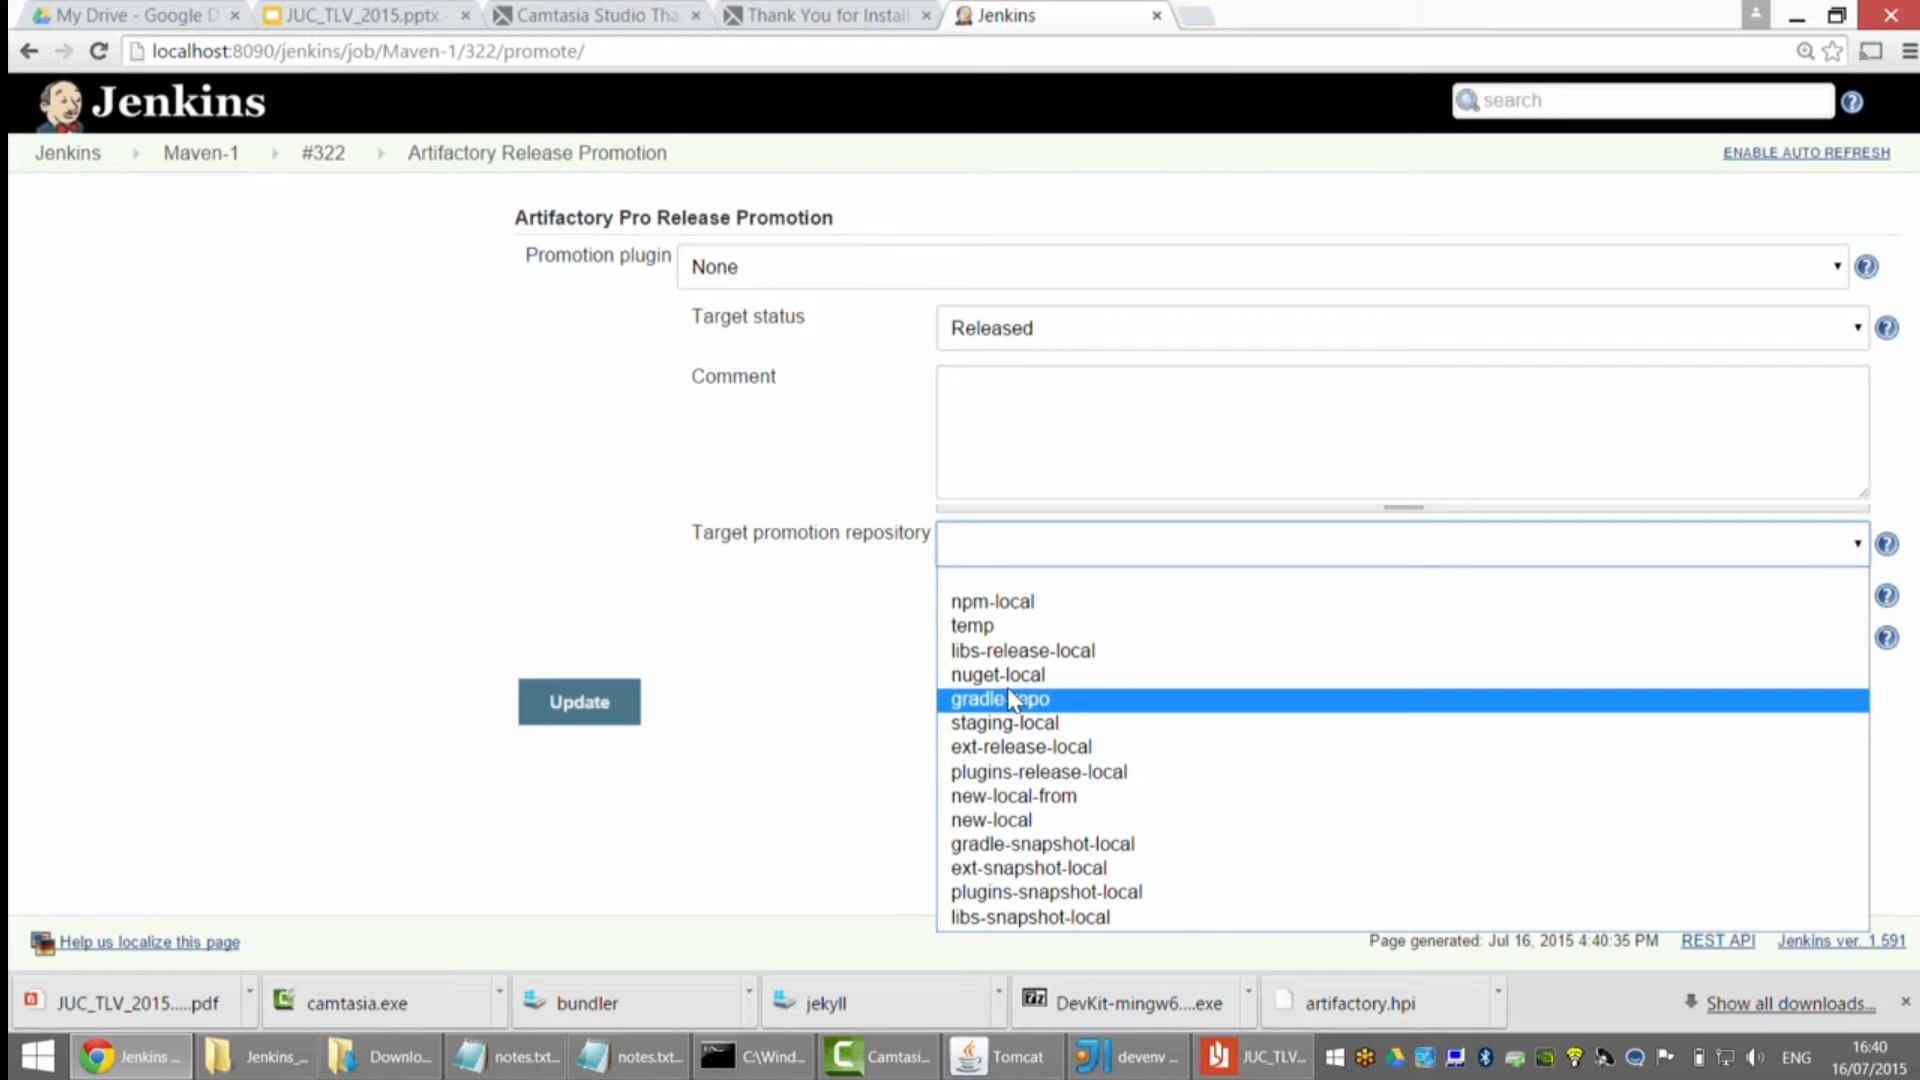 My Drive - Google D
JUC_TLV_2015.pptx
Camtasia Studio Tha
Thank You for Install
Jenkins
localhost:8090/jenkins/job/Maven-1/322/promote/
Jenkins
search
Jenkins
Maven-1
#322
Artifactory Release Promotion
ENABLE AUTO REFRESH
Artifactory Pro Release Promotion
Promotion plugin
None
Target status
Released
Comment
Target promotion repository
npm-local
temp
libs-release-local
nuget-local
gradle-repo
staging-local
ext-release-local
plugins-release-local
new-local-from
new-local
gradle-snapshot-local
ext-snapshot-local
plugins-snapshot-local
libs-snapshot-local
Update
Help us localize this page
Page generated: Jul 16, 2015 4:40:35 PM
REST API
Jenkins ver. 1.591
JUC_TLV_2015.....pdf
camtasia.exe
bundler
jekyll
DevKit-mingw6....exe
artifactory.hpi
Show all downloads...
Jenkins ...
Jenkins_...
Downlo...
notes.txt...
notes.txt...
C:\Wind...
Camtasi...
Tomcat
devenv ...
JUC_TLV...
ENG
16:40
16/07/2015